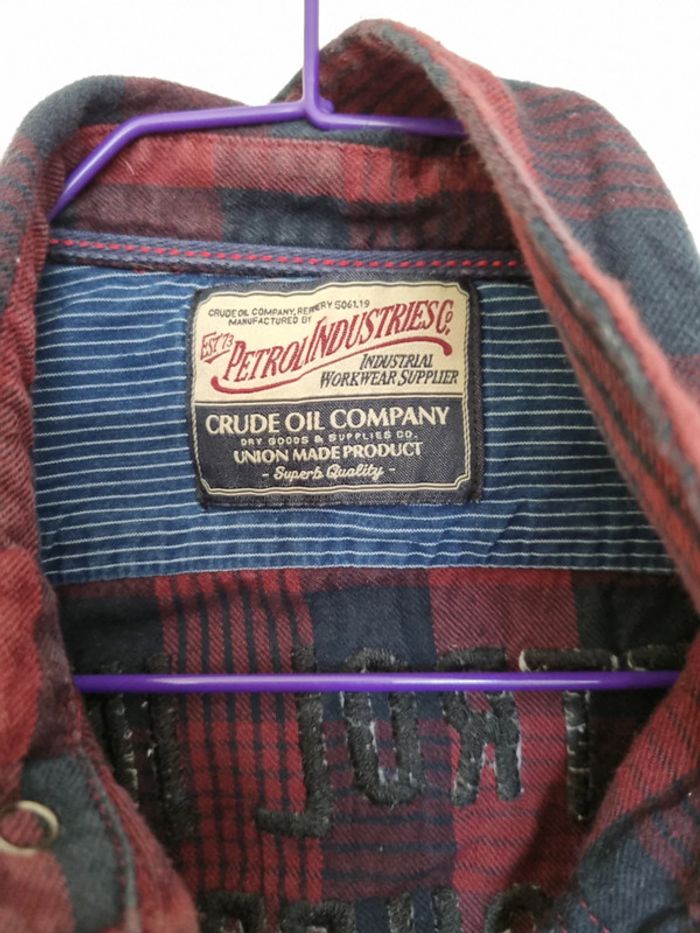 CRUDE OIL COMPANY, REFINERY 5061.19
MANUFACTURED BY
EST '73
PETROL INDUSTRIES Co.
INDUSTRIAL
WORKWEAR SUPPLIER
CRUDE OIL COMPANY
DRY GOODS & SUPPLIES CO.
UNION MADE PRODUCT
- Superb Quality -